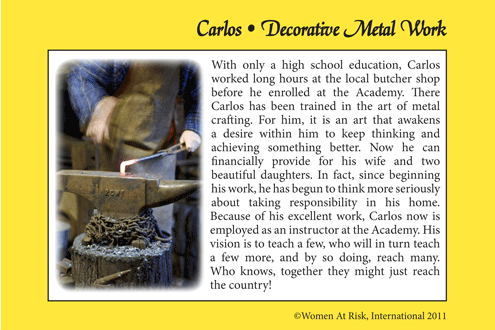 Carlos • Decorative Metal Work
With only a high school education, Carlos
worked long hours at the local butcher shop
before he enrolled at the Academy. There
Carlos has been trained in the art of metal
crafting. For him, it is an art that awakens
a desire within him to keep thinking and
achieving something better. Now he can
financially provide for his wife and two
beautiful daughters. In fact, since beginning
his work, he has begun to think more seriously
about taking responsibility in his home.
Because of his excellent work, Carlos now is
employed as an instructor at the Academy. His
vision is to teach a few, who will in turn teach
a few more, and by so doing, reach many.
Who knows, together they might just reach
the country!
©Women At Risk, International 2011